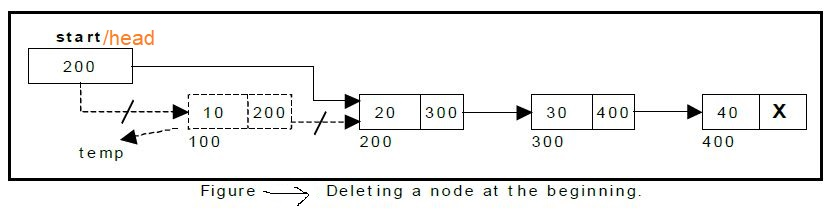 start/head
200
10 200
20 300
30 400
40 X
temp
100
200
300
400
Figure Deleting a node at the beginning.